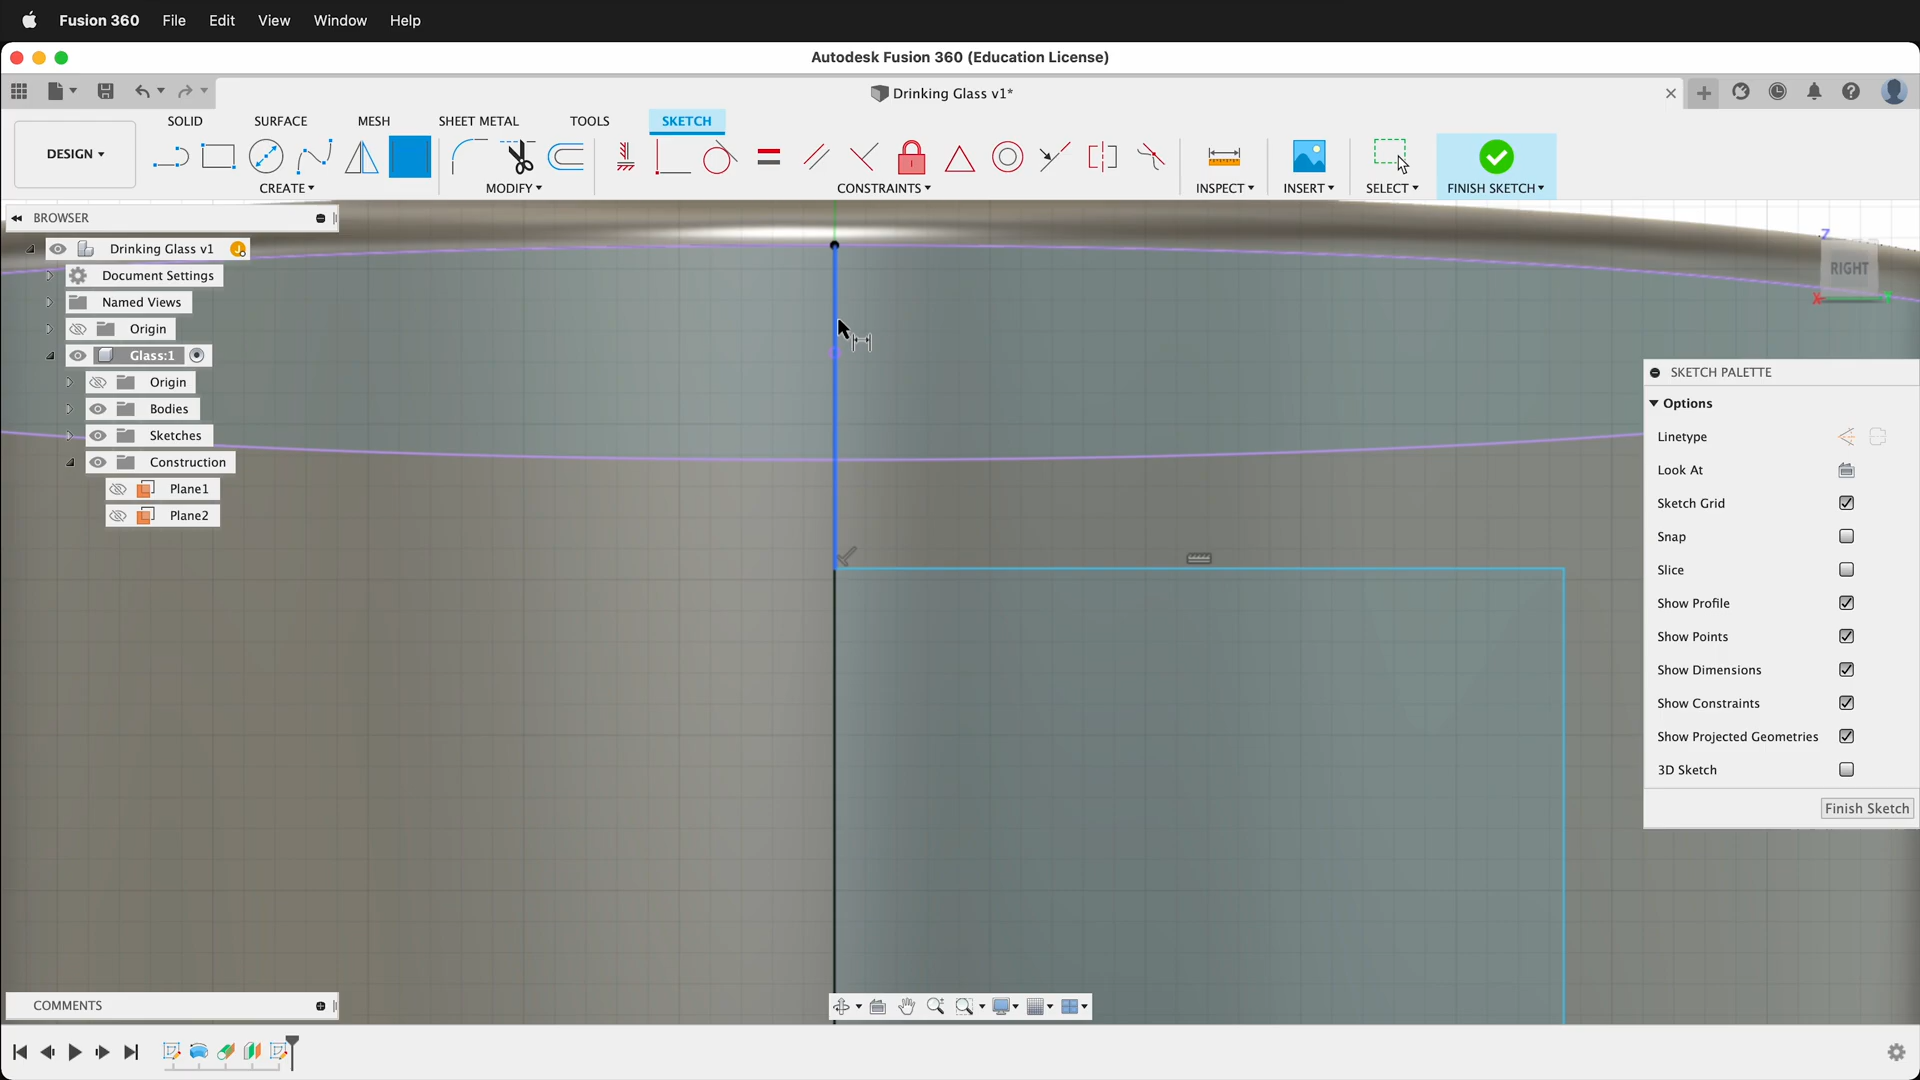 Fusion 360 File Edit View Window Help
Autodesk Fusion 360 (Education License)
Drinking Glass v1*
SOLID SURFACE MESH SHEET METAL TOOLS SKETCH
DESIGN
CREATE MODIFY CONSTRAINTS INSPECT INSERT SELECT FINISH SKETCH
BROWSER
Drinking Glass v1
Document Settings
Named Views
Origin
Glass:1
Origin
Bodies
Sketches
Construction
Plane1
Plane2
Z
RIGHT
X
SKETCH PALETTE
Options
Linetype
Look At
Sketch Grid
Snap
Slice
Show Profile
Show Points
Show Dimensions
Show Constraints
Show Projected Geometries
3D Sketch
Finish Sketch
COMMENTS